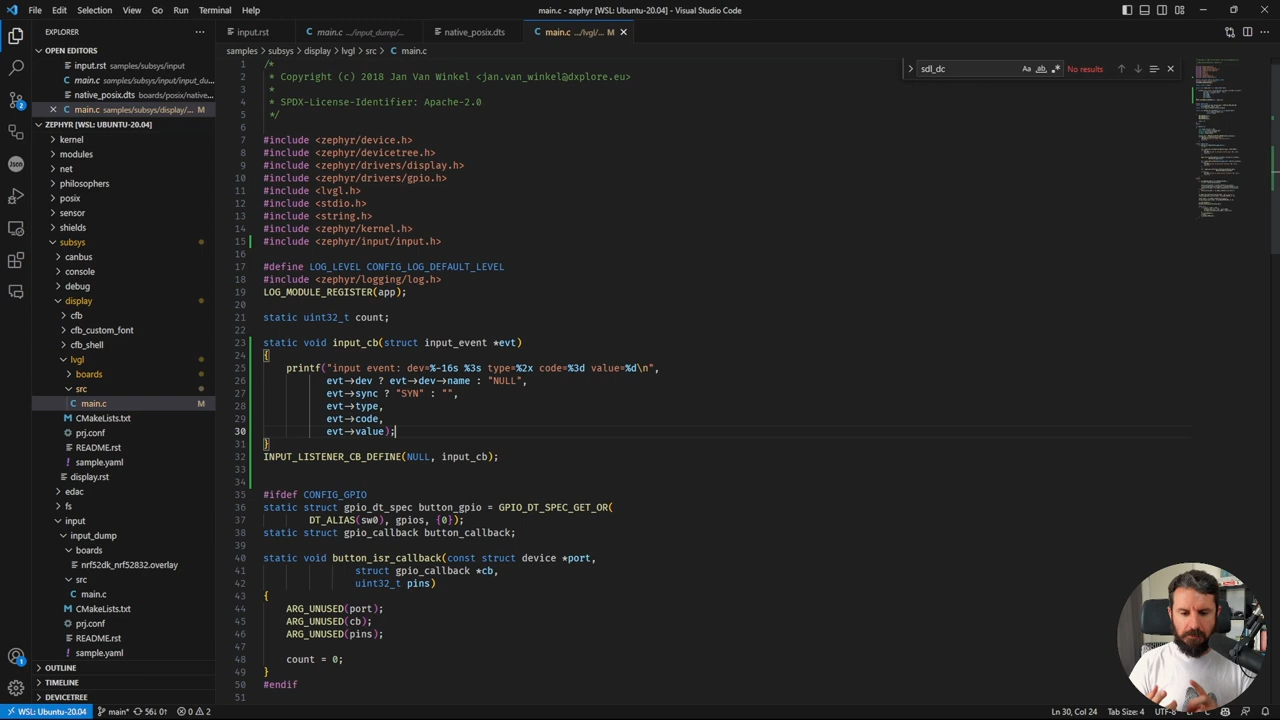 File Edit Selection View Go Run Terminal Help
main.c - zephyr [WSL: Ubuntu-20.04] - Visual Studio Code
EXPLORER
OPEN EDITORS
input.rst samples/subsys/input
main.c samples/subsys/input/input_du...
native_posix.dts boards/posix/native...
main.c samples/subsys/display/... M
ZEPHYR [WSL: UBUNTU-20.04]
kernel
modules
net
philosophers
posix
sensor
shields
subsys
canbus
console
debug
display
cfb
cfb_custom_font
cfb_shell
lvgl
boards
src
main.c M
CMakeLists.txt
prj.conf
README.rst
sample.yaml
display.rst
edac
fs
input
input_dump
boards
nrf52dk_nrf52832.overlay
src
main.c
CMakeLists.txt
prj.conf
README.rst
sample.yaml
OUTLINE
TIMELINE
DEVICETREE
input.rst
main.c .../input_dump/...
native_posix.dts
main.c .../lvgl/... M
samples > subsys > display > lvgl > src > main.c
sdl_dc
Aa ab
No results
1 /*
2 * Copyright (c) 2018 Jan Van Winkel <jan.van_winkel@dxplore.eu>
3 *
4 * SPDX-License-Identifier: Apache-2.0
5 */
6
7 #include <zephyr/device.h>
8 #include <zephyr/devicetree.h>
9 #include <zephyr/drivers/display.h>
10 #include <zephyr/drivers/gpio.h>
11 #include <lvgl.h>
12 #include <stdio.h>
13 #include <string.h>
14 #include <zephyr/kernel.h>
15 #include <zephyr/input/input.h>
16
17 #define LOG_LEVEL CONFIG_LOG_DEFAULT_LEVEL
18 #include <zephyr/logging/log.h>
19 LOG_MODULE_REGISTER(app);
20
21 static uint32_t count;
22
23 static void input_cb(struct input_event *evt)
24 {
25 printf("input event: dev=%-16s %3s type=%2x code=%3d value=%d\n",
26 evt->dev ? evt->dev->name : "NULL",
27 evt->sync ? "SYN" : "",
28 evt->type,
29 evt->code,
30 evt->value);
31 }
32 INPUT_LISTENER_CB_DEFINE(NULL, input_cb);
33
34
35 #ifdef CONFIG_GPIO
36 static struct gpio_dt_spec button_gpio = GPIO_DT_SPEC_GET_OR(
37 DT_ALIAS(sw0), gpios, {0});
38 static struct gpio_callback button_callback;
39
40 static void button_isr_callback(const struct device *port,
41 struct gpio_callback *cb,
42 uint32_t pins)
43 {
44 ARG_UNUSED(port);
45 ARG_UNUSED(cb);
46 ARG_UNUSED(pins);
47
48 count = 0;
49 }
50 #endif
51
WSL: Ubuntu-20.04 main* 56↓ 0↑ 0 2
Ln 30, Col 24 Tab Size: 4 UTF-8